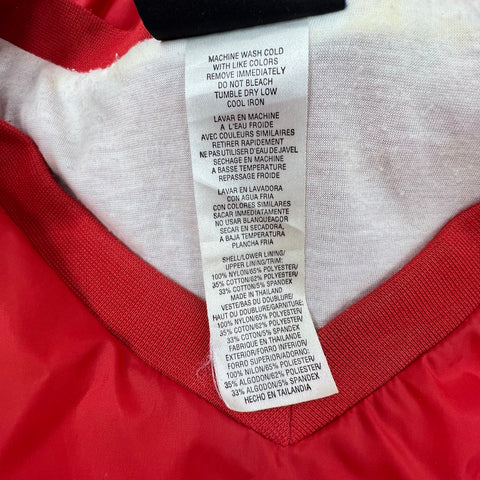 MACHINE WASH COLD
WITH LIKE COLORS
REMOVE IMMEDIATELY
DO NOT BLEACH
TUMBLE DRY LOW
COOL IRON
LAVAR EN MACHINE
A L'EAU FROIDE
AVEC COULEURS SIMILAIRES
RETIRER RAPIDEMENT
NE PAS UTILISER D'EAU DE JAVEL
SECHAGE EN MACHINE
A BASSE TEMPERATURE
REPASSAGE FROIDE
LAVAR EN LAVADORA
CON AGUA FRIA
CON COLORES SIMILARES
SACAR INMEDIATAMENTE
NO USAR BLANQUEADOR
SECAR EN SECADORA,
A BAJA TEMPERATURA
PLANCHA FRIA
SHELL/LOWER LINING/
UPPER LINING/TRIM:
100% NYLON/65% POLYESTER/
35% COTTON/62% POLYESTER/
33% COTTON/5% SPANDEX
MADE IN THAILAND
VESTE/BAS DU DOUBLURE/
HAUT DU DOUBLURE/GARNITURE:
100% NYLON/65% POLYESTER/
35% COTON/62% POLYESTER/
33% COTON/5% SPANDEX
FABRIQUE EN THAILANDE
EXTERIOR/FORRO INFERIOR/
FORRO SUPERIOR/ADORNO:
100% NILON/65% POLIESTER/
35% ALGODON/62% POLIESTER/
33% ALGODON/5% SPANDEX
HECHO EN TAILANDIA